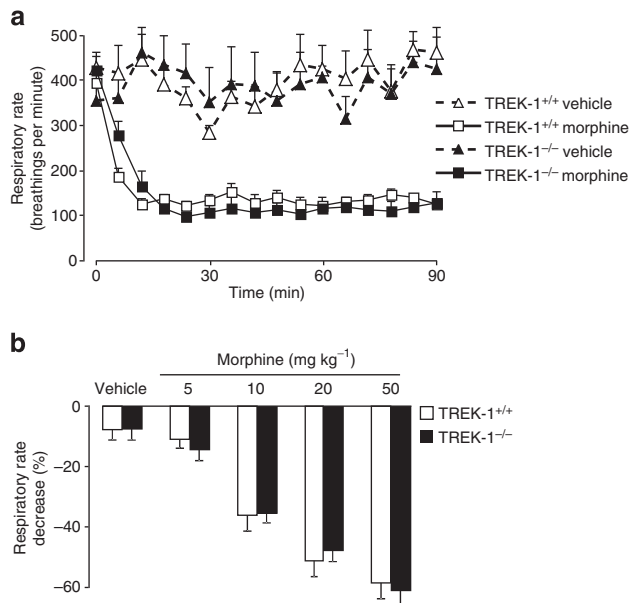 a
Respiratory rate
(breathings per minute)
500
400
300
200
100
0
0
30
60
90
Time (min)
TREK-1+/+ vehicle
TREK-1+/+ morphine
TREK-1−/− vehicle
TREK-1−/− morphine
b
Morphine (mg kg−1)
Vehicle
5
10
20
50
Respiratory rate
decrease (%)
0
−20
−40
−60
TREK-1+/+
TREK-1−/−